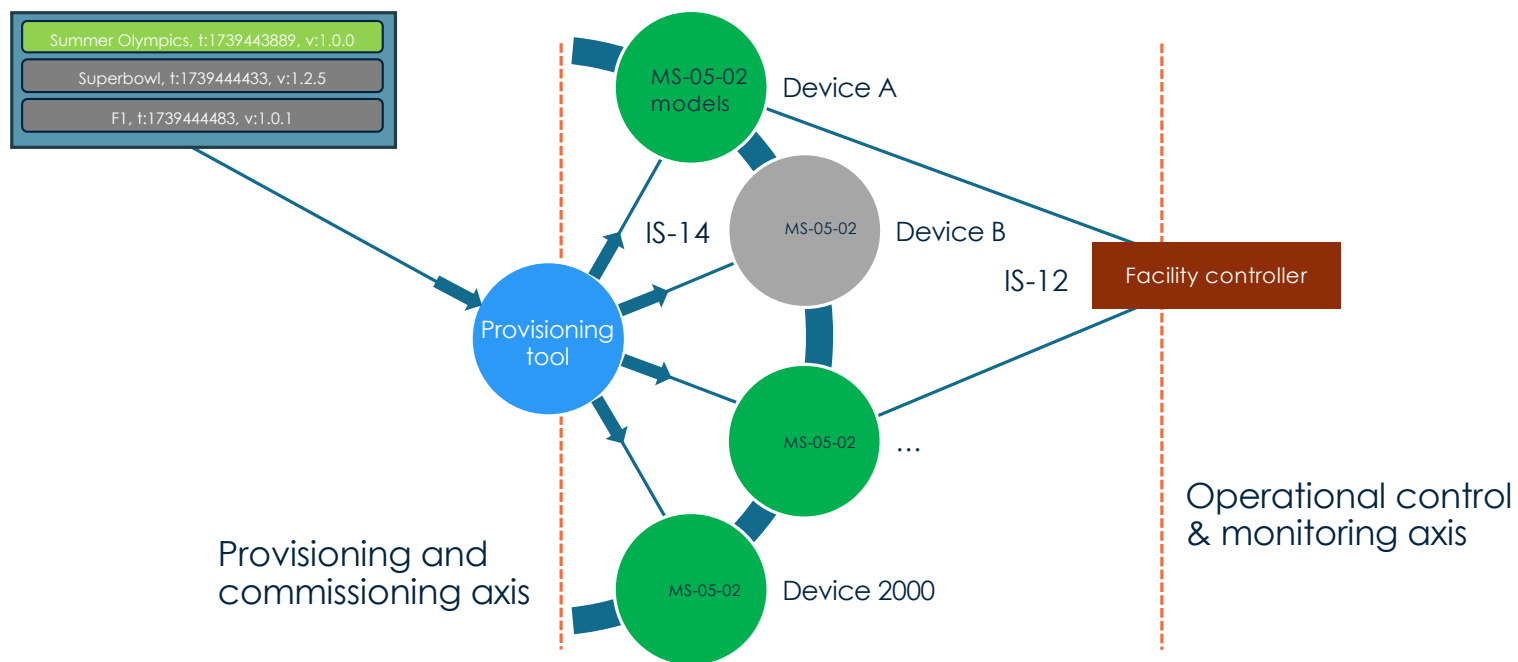 Summer Olympics, t:1739443889, v:1.0.0
Superbowl, t:1739444433, v:1.2.5
F1, t:1739444483, v:1.0.1
MS-05-02
models
Device A
IS-14
MS-05-02
Device B
IS-12
Facility controller
Provisioning
tool
MS-05-02
...
Operational control
& monitoring axis
Provisioning and
commissioning axis
MS-05-02
Device 2000